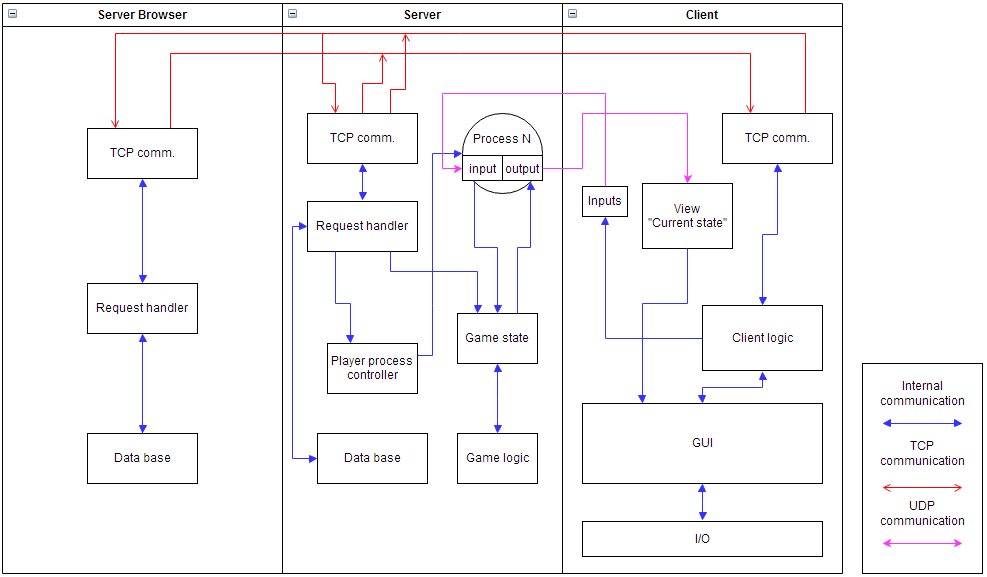 Server Browser
Server
Client
TCP comm.
Request handler
Data base
TCP comm.
Process N
input
output
Request handler
Game state
Player process
controller
Data base
Game logic
TCP comm.
Inputs
View
"Current state"
Client logic
GUI
I/O
Internal
communication
TCP
communication
UDP
communication